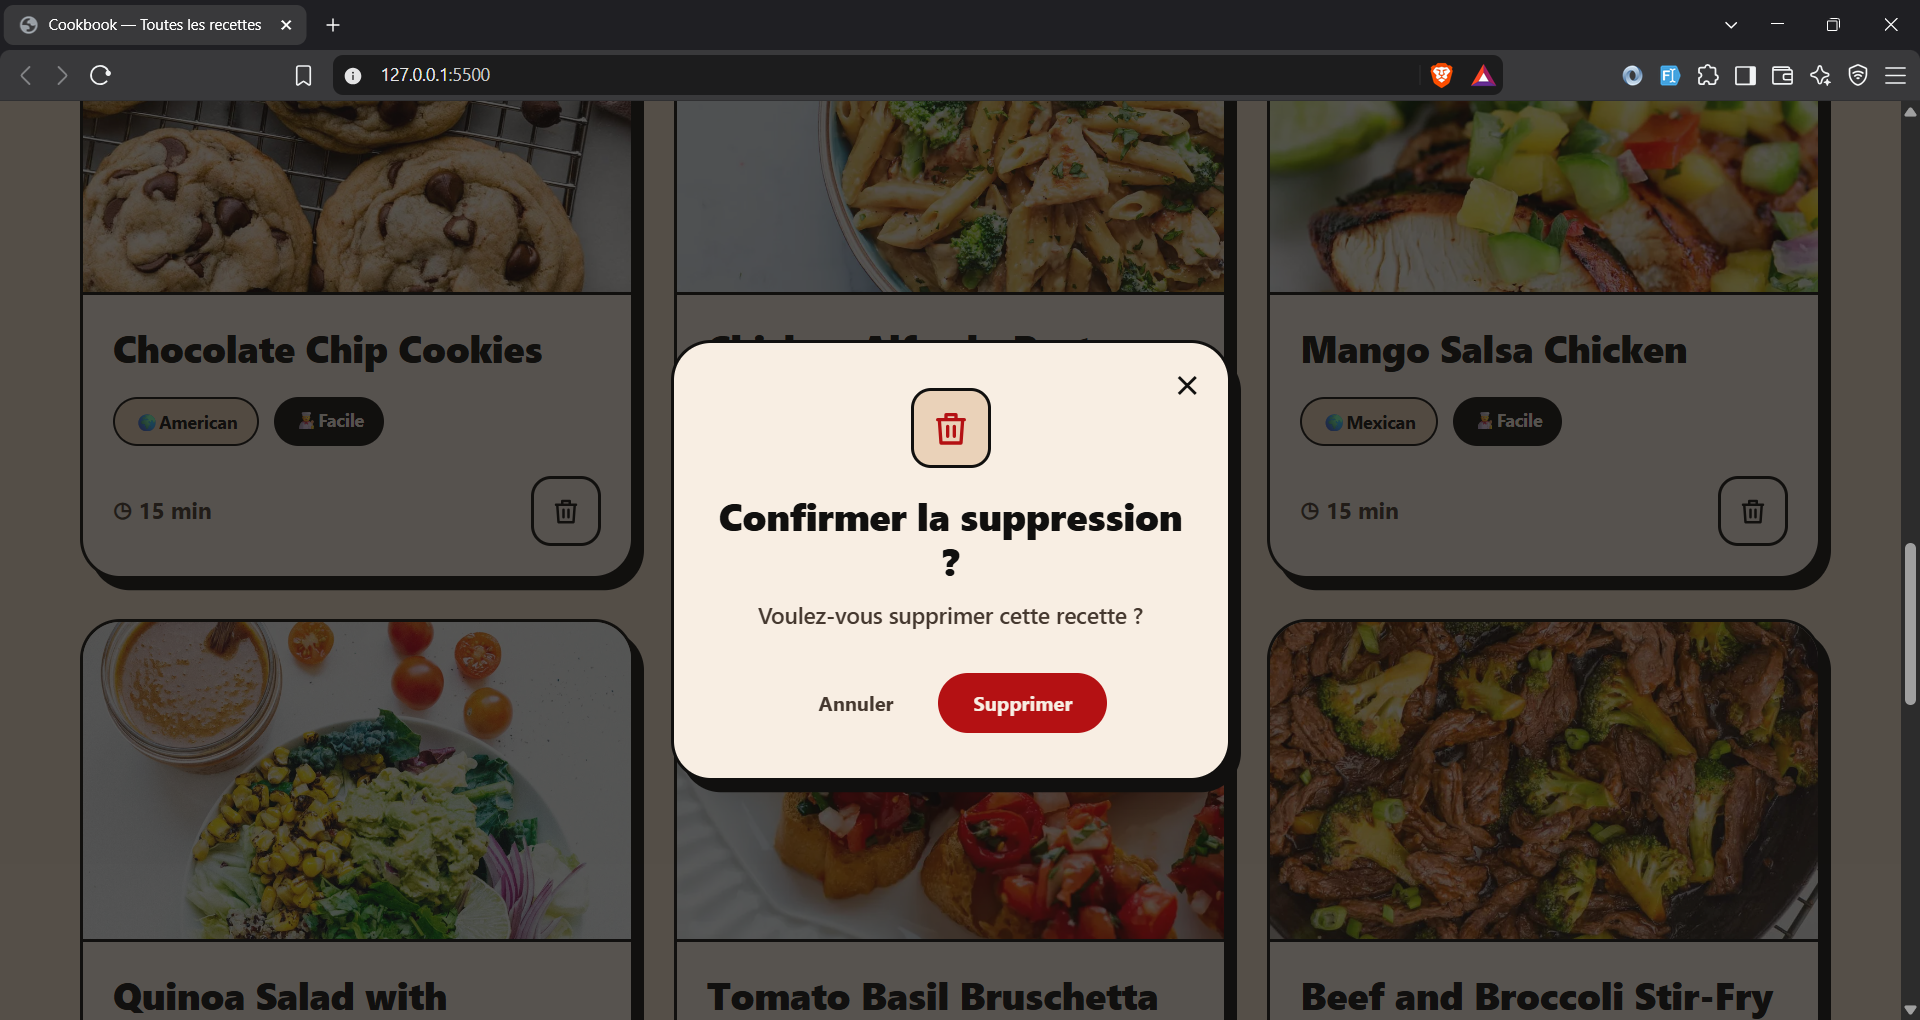 Cookbook — Toutes les recettes
127.0.0.1:5500
Chocolate Chip Cookies
American
Facile
15 min
Mango Salsa Chicken
Mexican
Facile
15 min
Confirmer la suppression
?
Voulez-vous supprimer cette recette ?
Annuler
Supprimer
Quinoa Salad with
Tomato Basil Bruschetta
Beef and Broccoli Stir-Fry